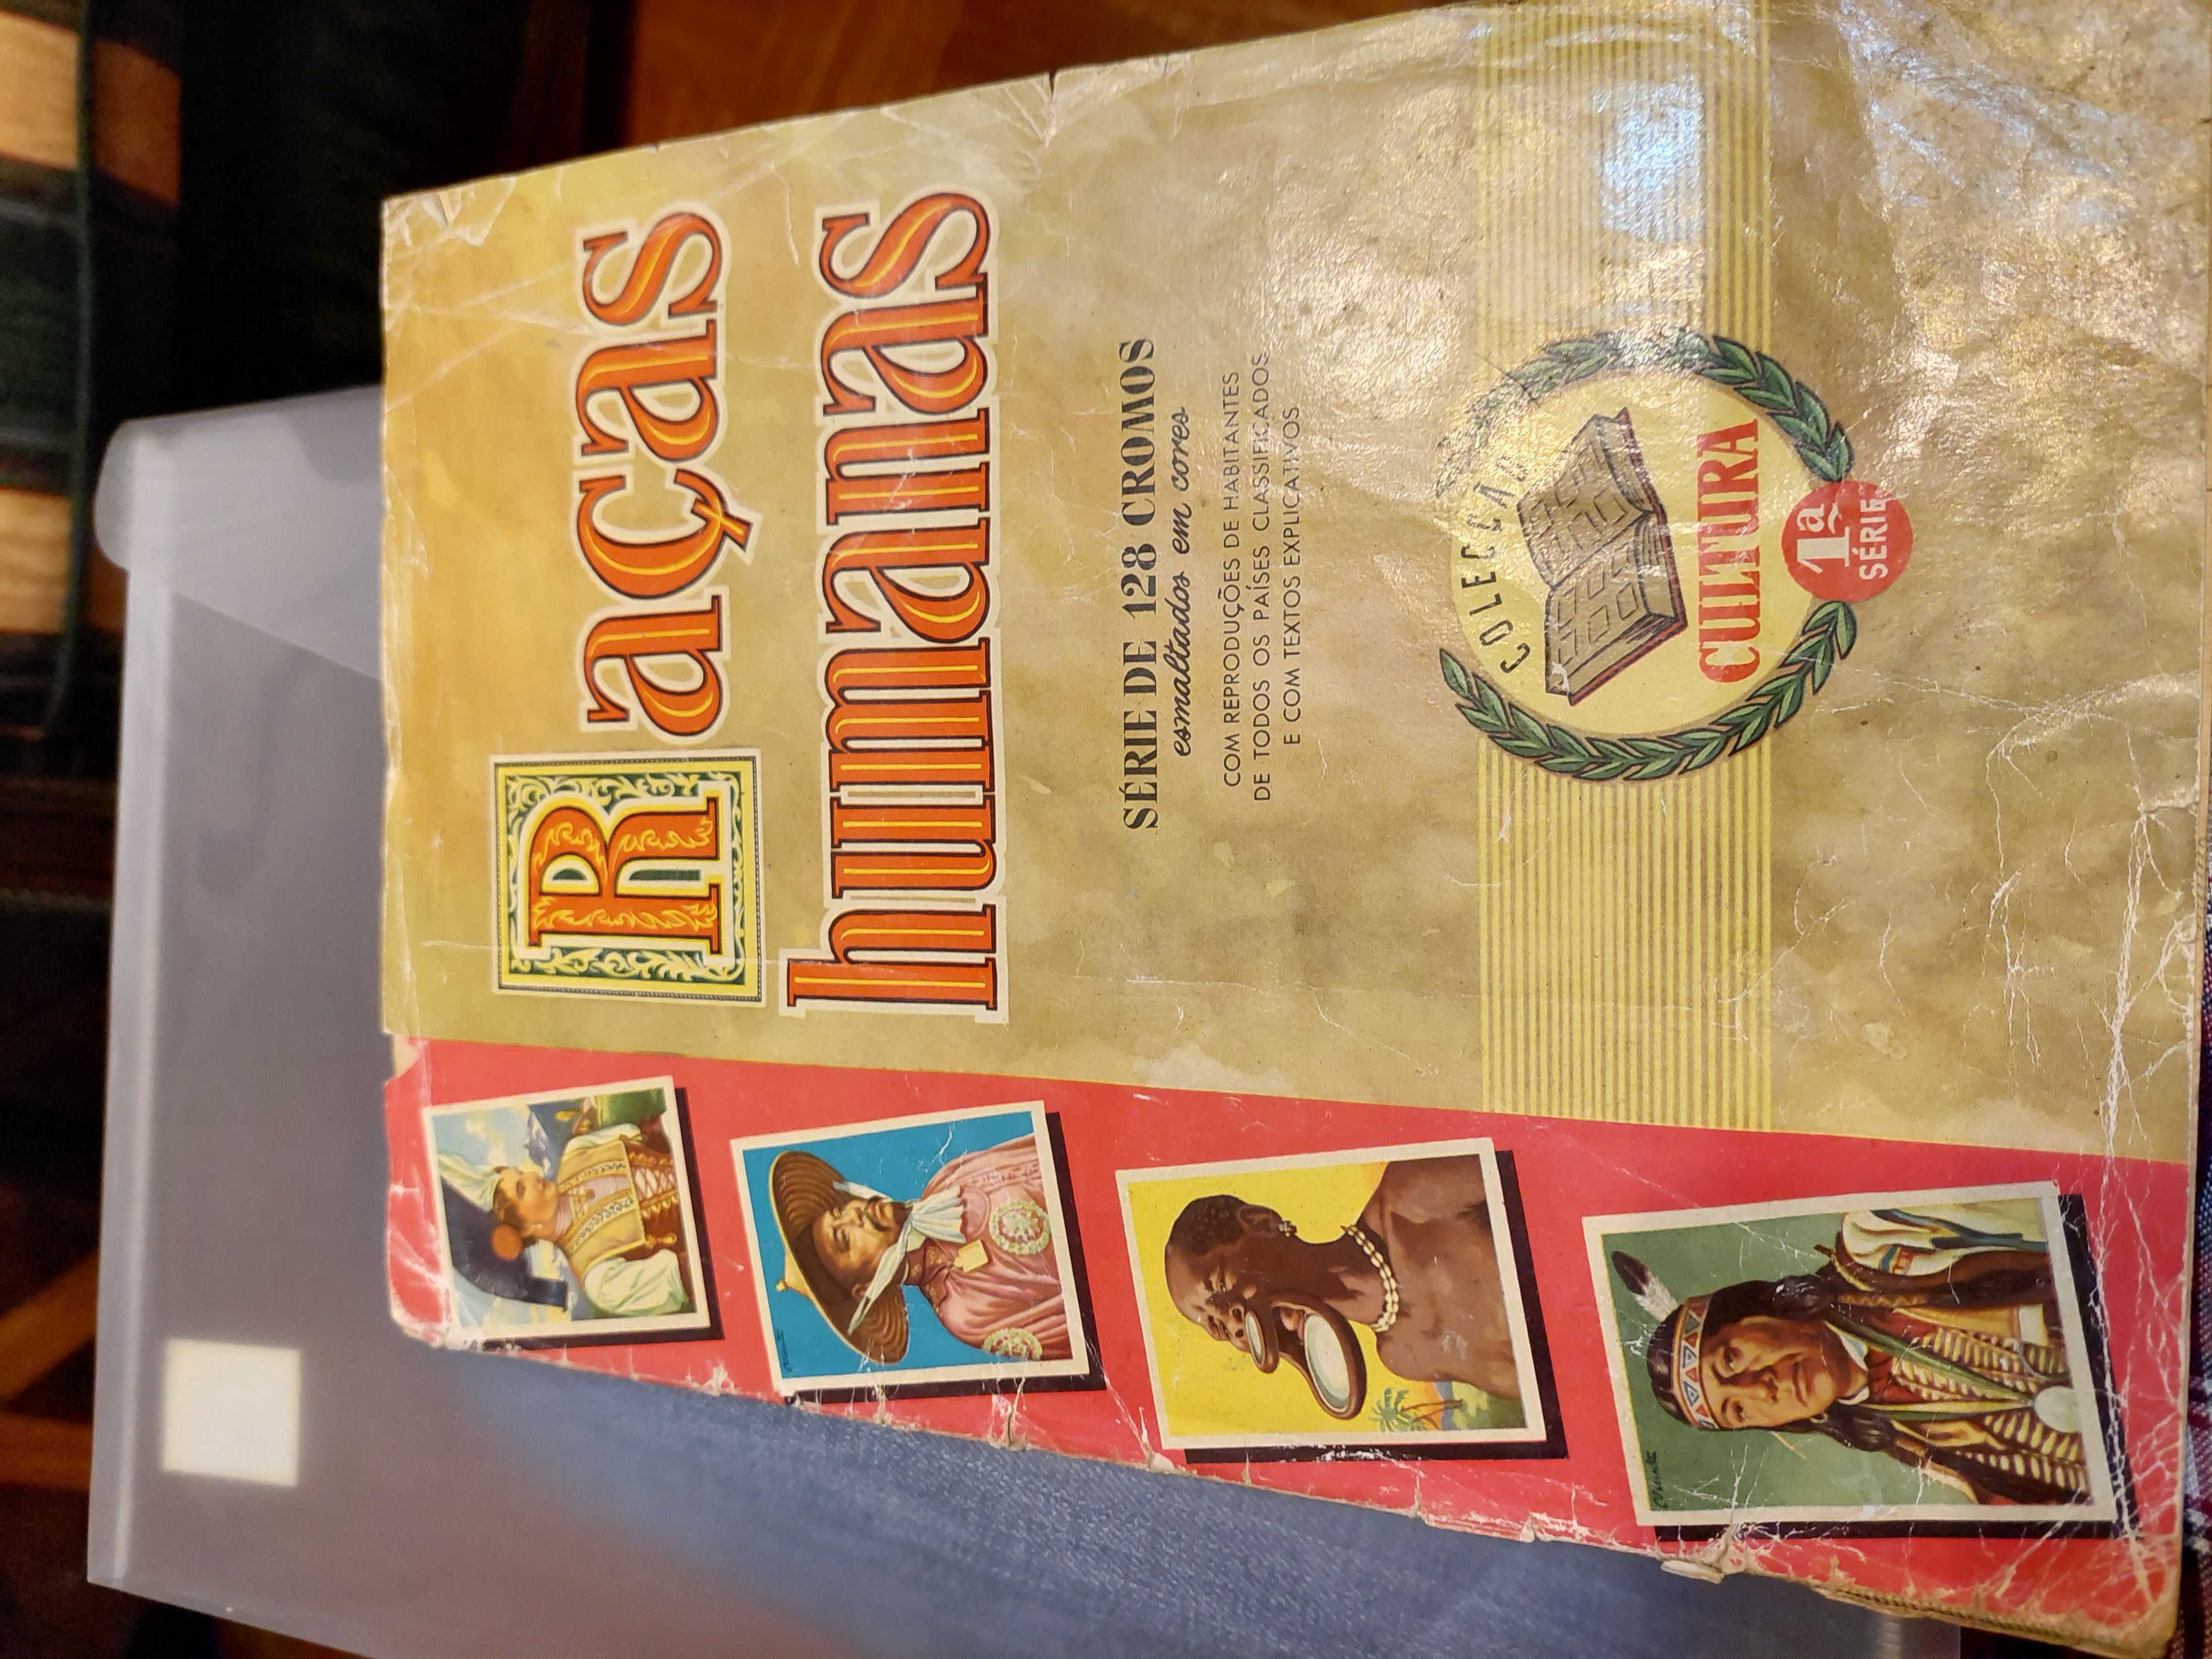 Raças
humanas
SÉRIE DE 128 CROMOS
esmaltados em cores
COM REPRODUÇÕES DE HABITANTES
DE TODOS OS PAÍSES CLASSIFICADOS
E COM TEXTOS EXPLICATIVOS
COLECÇÃO
CULTURA
1ª
SÉRIE